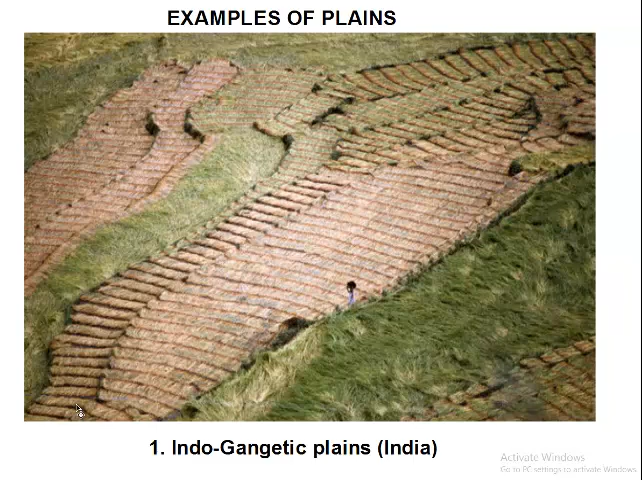 EXAMPLES OF PLAINS
1. Indo-Gangetic plains (India)
Activate Windows
Go to PC settings to activate Windows.